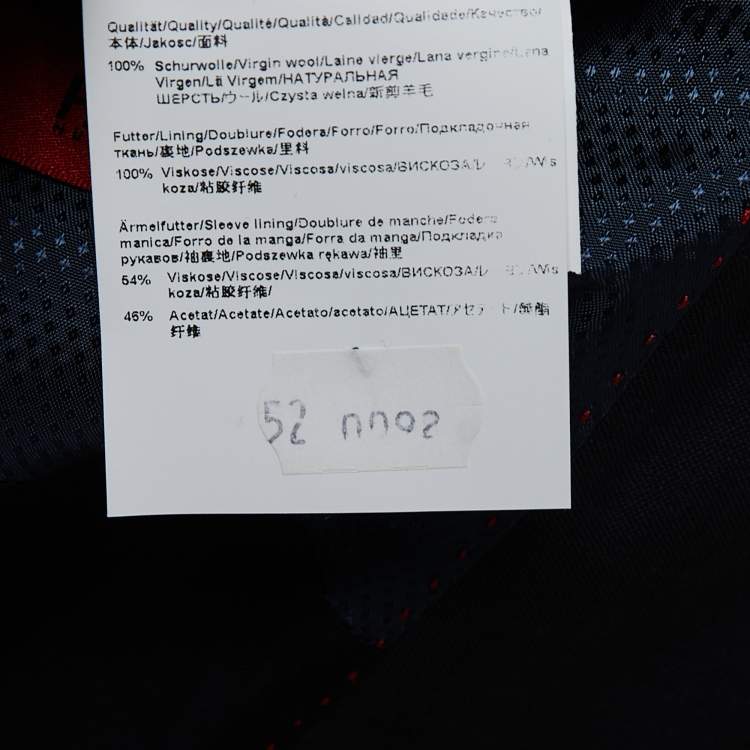 Qualität/Quality/Qualité/Qualità/Calidad/Qualidade/Качество/
本体/Jakosc/面料
100% Schurwolle/Virgin wool/Laine vierge/Lana vergine/Lana
Virgen/Lã Virgem/НАТУРАЛЬНАЯ
ШЕРСТЬ/ウール/Czysta welna/新剪羊毛
Futter/Lining/Doublure/Fodera/Forro/Forro/Подкладочная
ткань/裏地/Podszewka/里料
100% Viskose/Viscose/Viscosa/viscosa/ВИСКОЗА/ /Wis
koza/粘胶纤维
Ärmelfutter/Sleeve lining/Doublure de manche/Fodera
manica/Forro de la manga/Forra da manga/Подкладка
рукавов/袖裏地/Podszewka rękawa/袖里
54% Viskose/Viscose/Viscosa/viscosa/ВИСКОЗА/ /Wis
koza/粘胶纤维/
46% Acetat/Acetate/Acetato/acetato/АЦЕТАТ/アセテート/醋酯
纤维
52